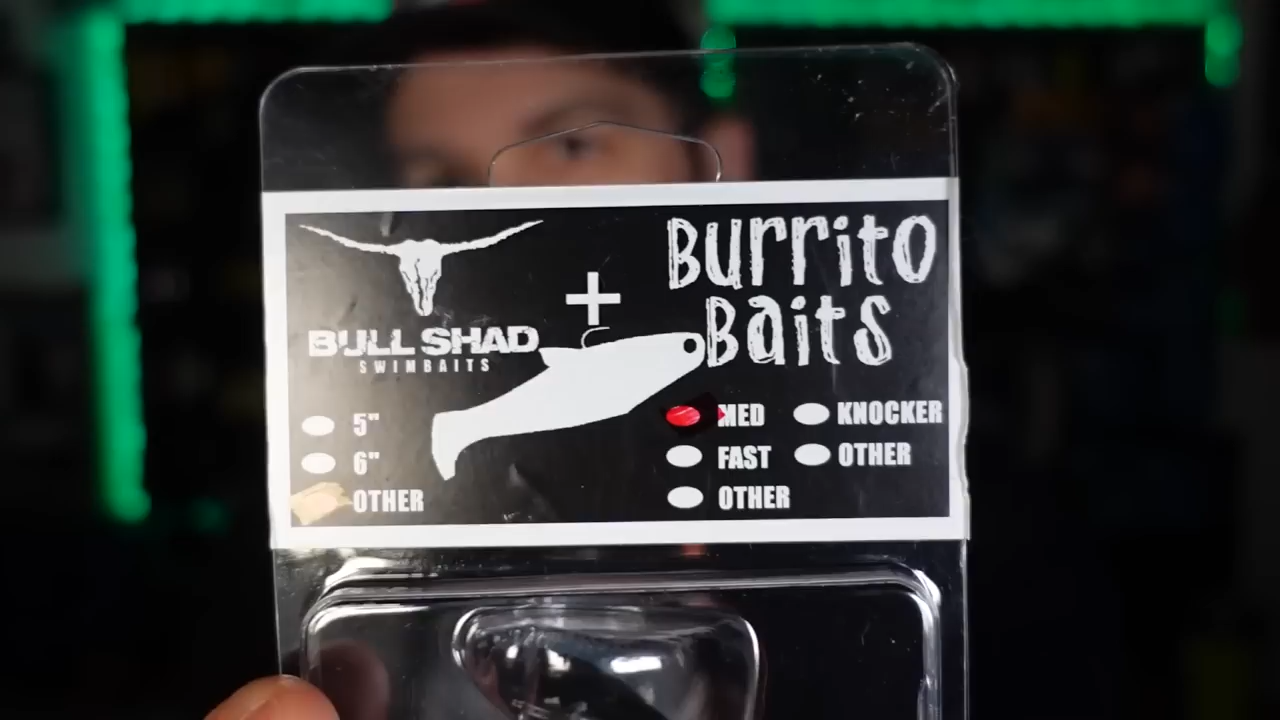 BULL SHAD
SWIMBAITS
+
Burrito
Baits
5"
6"
OTHER
MED
FAST
OTHER
KNOCKER
OTHER